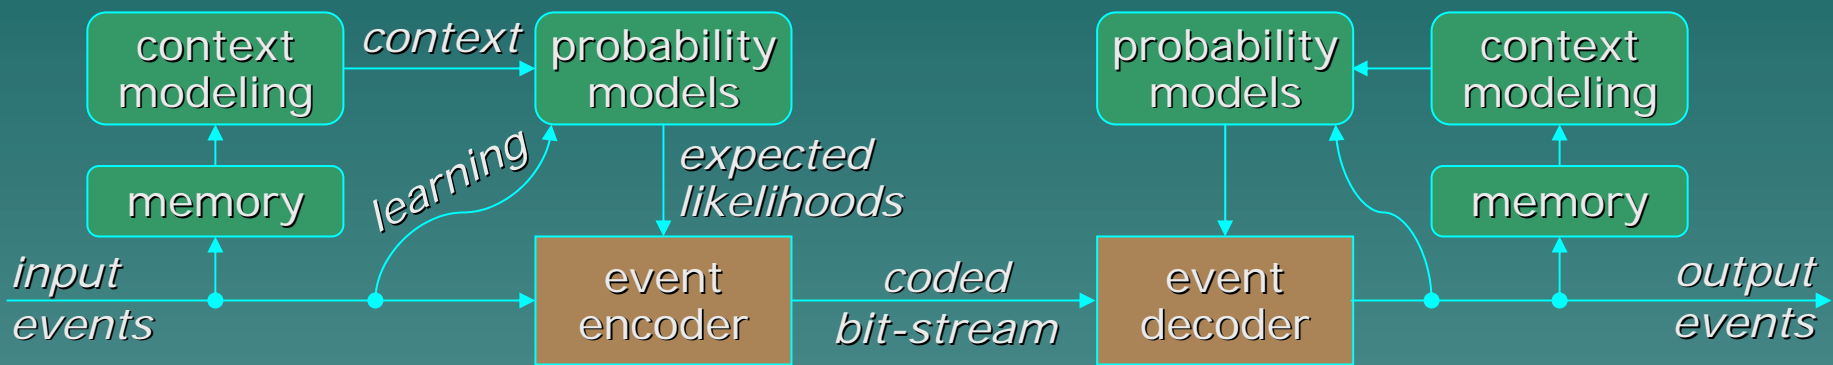 context
modeling
context
probability
models
probability
models
context
modeling
memory
learning
expected
likelihoods
memory
input
events
event
encoder
coded
bit-stream
event
decoder
output
events